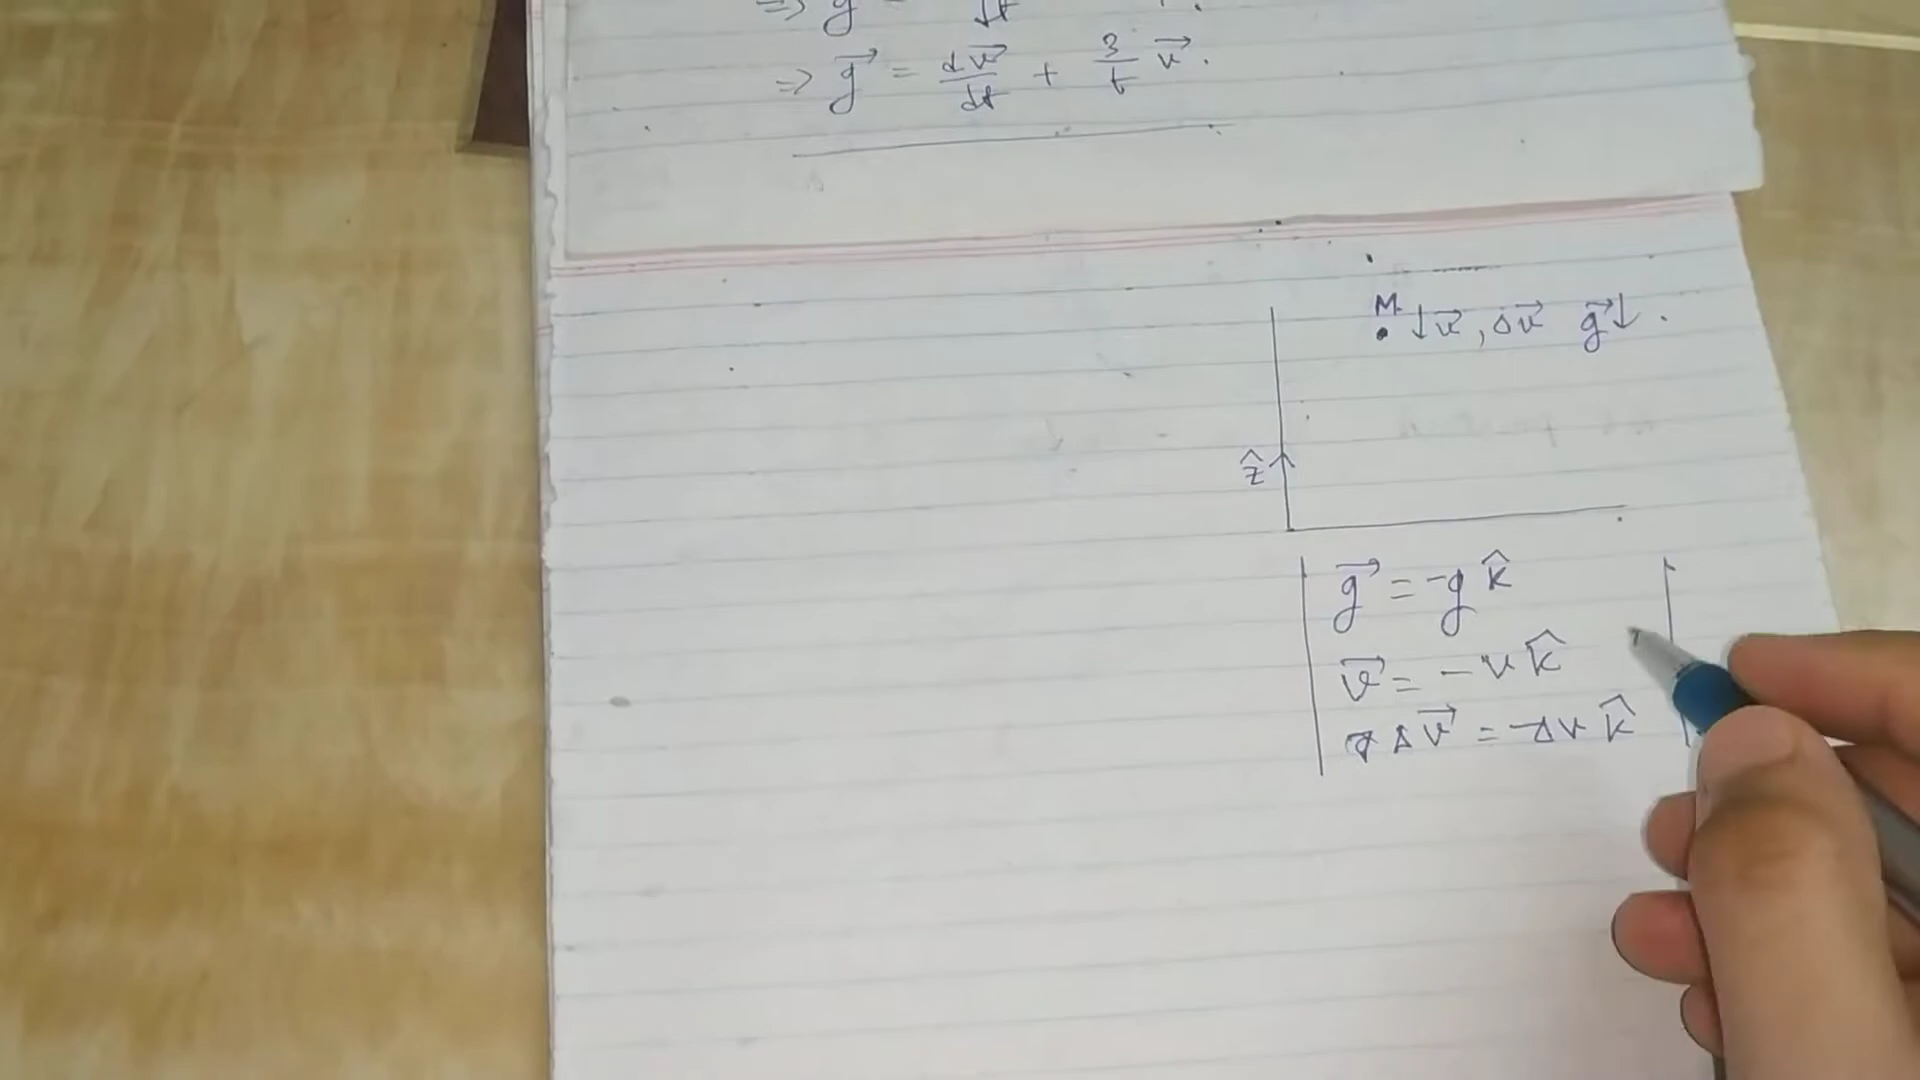 ⇒ g⃗ =
⇒ g⃗ = dv⃗/dt + 3/t v⃗.
M
↓v⃗, Δv⃗ g⃗↓.
ẑ
g⃗ = -g k̂
v⃗ = -v k̂
Δv⃗ = -Δv k̂